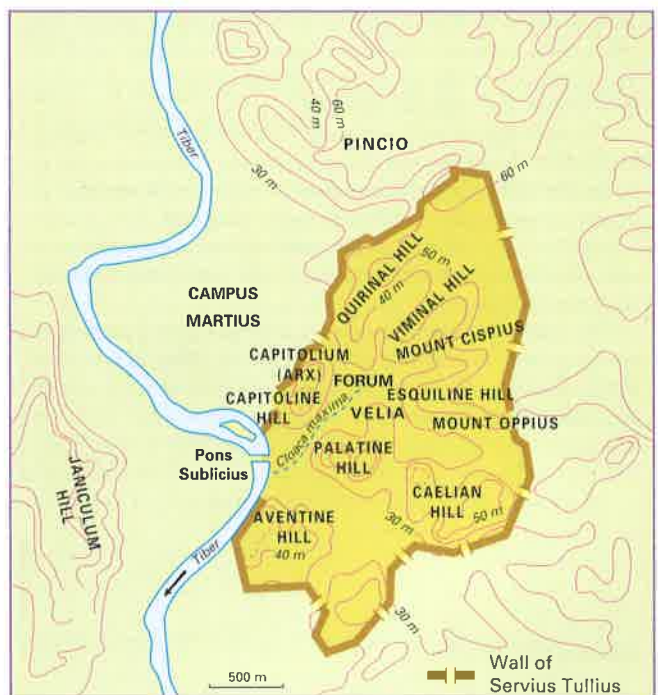 40 m
60 m
PINCIO
Tiber
30 m
60 m
QUIRINAL HILL
50 m
40 m
VIMINAL HILL
CAMPUS
MARTIUS
MOUNT CISPIUS
CAPITOLIUM
(ARX)
FORUM
CAPITOLINE
HILL
ESQUILINE HILL
VELIA
MOUNT OPPIUS
Cloaca maxima
Pons
Sublicius
PALATINE
HILL
JANICULUM
HILL
CAELIAN
HILL
50 m
AVENTINE
HILL
40 m
30 m
Tiber
30 m
500 m
Wall of
Servius Tullius